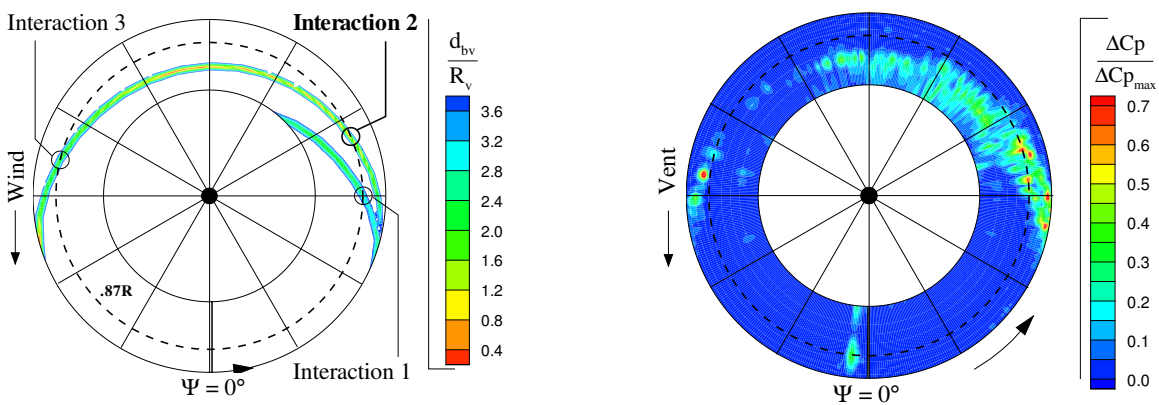 Interaction 3
Interaction 2
d_bv
R_v
3.6
3.2
2.8
2.4
2.0
1.6
1.2
0.8
0.4
Wind
.87R
Interaction 1
Ψ = 0°
ΔCp
ΔCp_max
0.7
0.6
0.5
0.4
0.3
0.2
0.1
0.0
Vent
Ψ = 0°